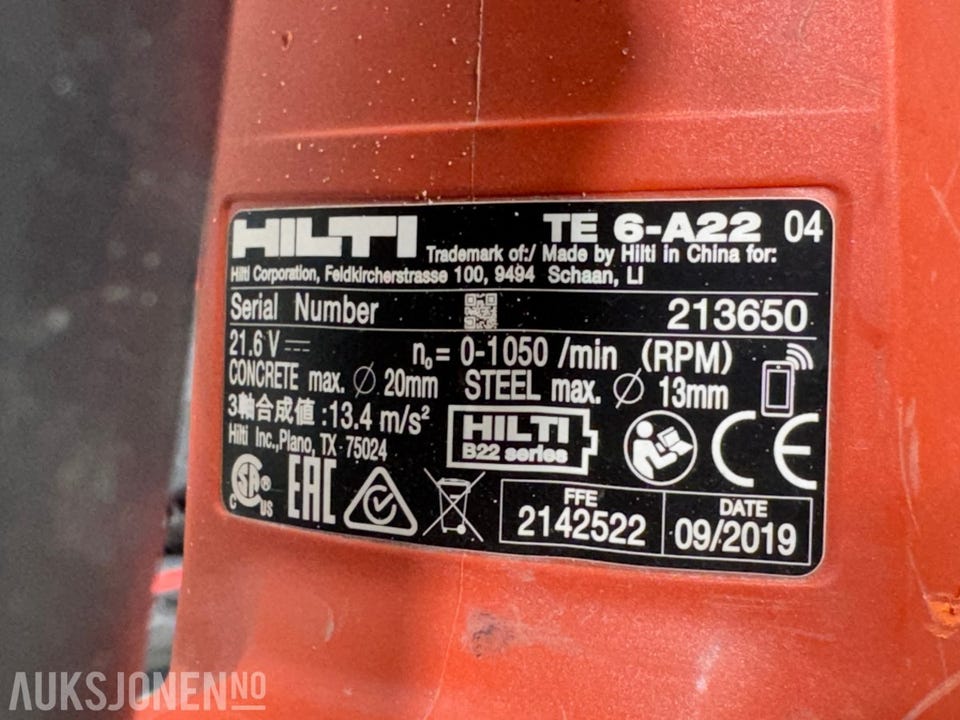 HILTI TE 6-A22 04
Trademark of:/ Made by Hilti in China for:
Hilti Corporation, Feldkircherstrasse 100, 9494 Schaan, LI
Serial Number 213650
21.6 V n₀= 0-1050 /min (RPM)
CONCRETE max. Ø 20mm STEEL max. Ø 13mm
3軸合成値:13.4 m/s²
Hilti Inc.,Plano, TX 75024
HILTI
B22 series
CE
CSA®
C US
EAC
FFE
2142522
DATE
09/2019
AUKSJONEN.NO